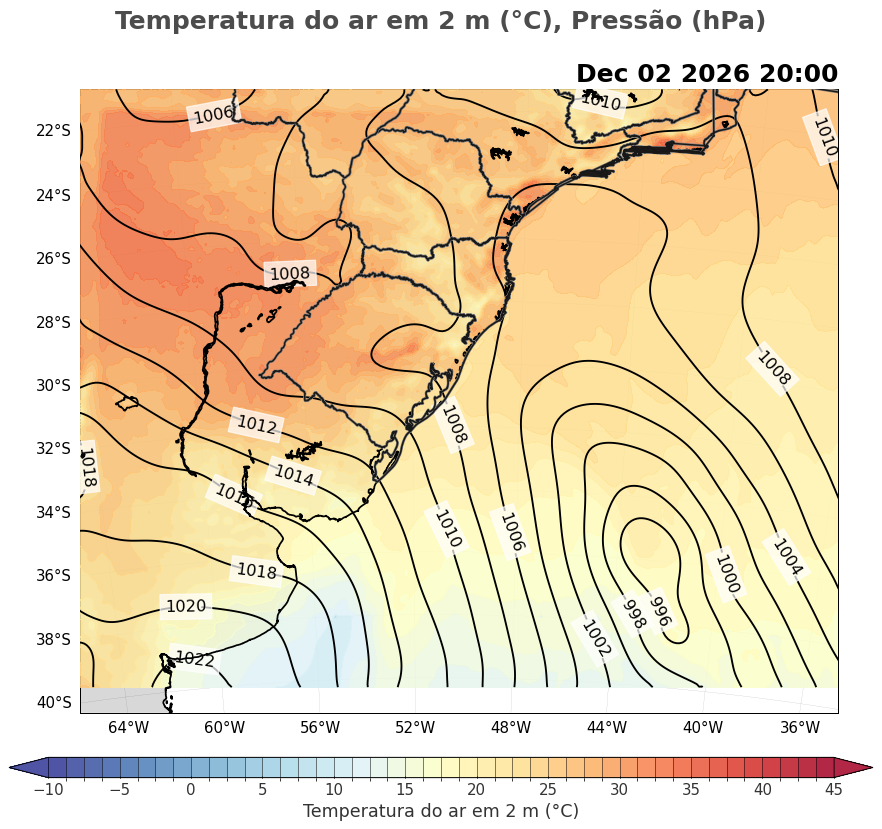 Temperatura do ar em 2 m (°C), Pressão (hPa)
Dec 02 2026 20:00
1006
1010
1010
22°S
24°S
26°S
1008
28°S
1008
30°S
1012
1008
32°S
1018
1014
1016
34°S
1010
1006
1004
36°S
1018
1000
1020
998
996
38°S
1002
1022
40°S
64°W 60°W 56°W 52°W 48°W 44°W 40°W 36°W
−10 −5 0 5 10 15 20 25 30 35 40 45
Temperatura do ar em 2 m (°C)